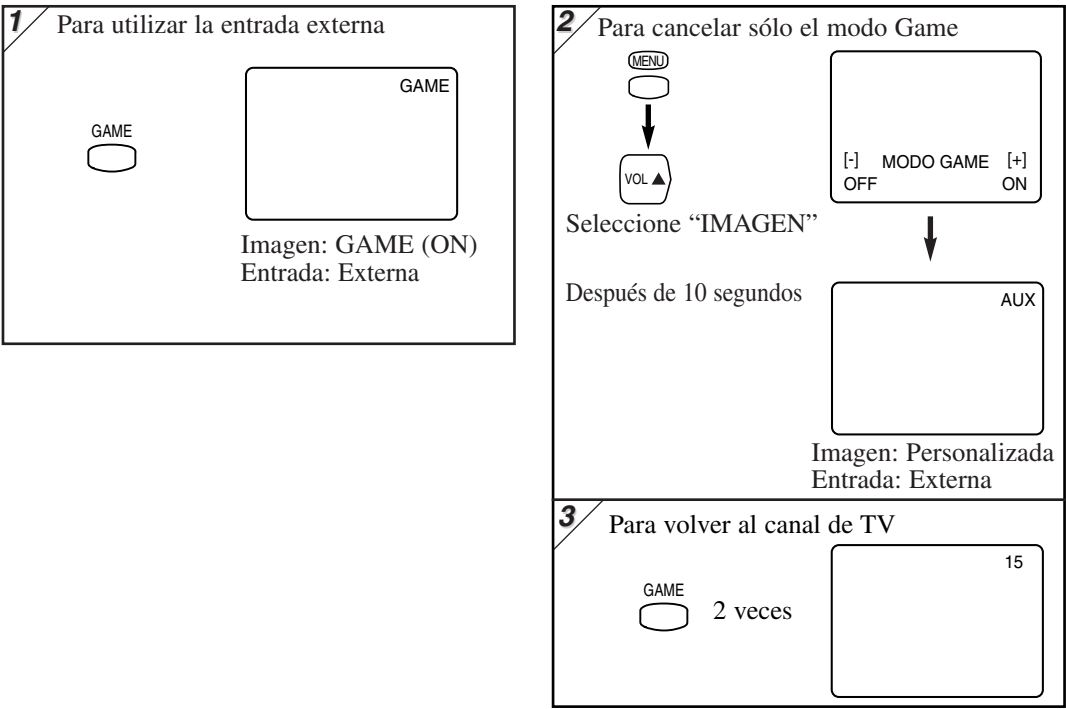 1 Para utilizar la entrada externa
GAME
GAME
Imagen: GAME (ON)
Entrada: Externa
2 Para cancelar sólo el modo Game
MENU
VOL ▲
[-] MODO GAME [+]
OFF ON
Seleccione “IMAGEN”
Después de 10 segundos
AUX
Imagen: Personalizada
Entrada: Externa
3 Para volver al canal de TV
15
GAME
2 veces